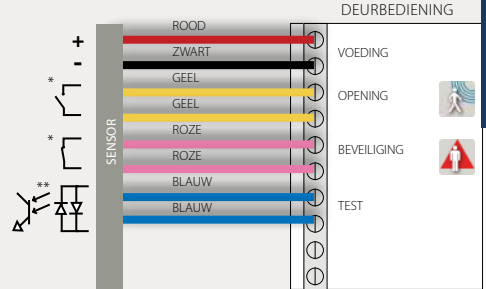 DEURBEDIENING
ROOD
+
ZWART
VOEDING
-
GEEL
*
OPENING
GEEL
ROZE
*
SENSOR
BEVEILIGING
ROZE
BLAUW
**
TEST
BLAUW